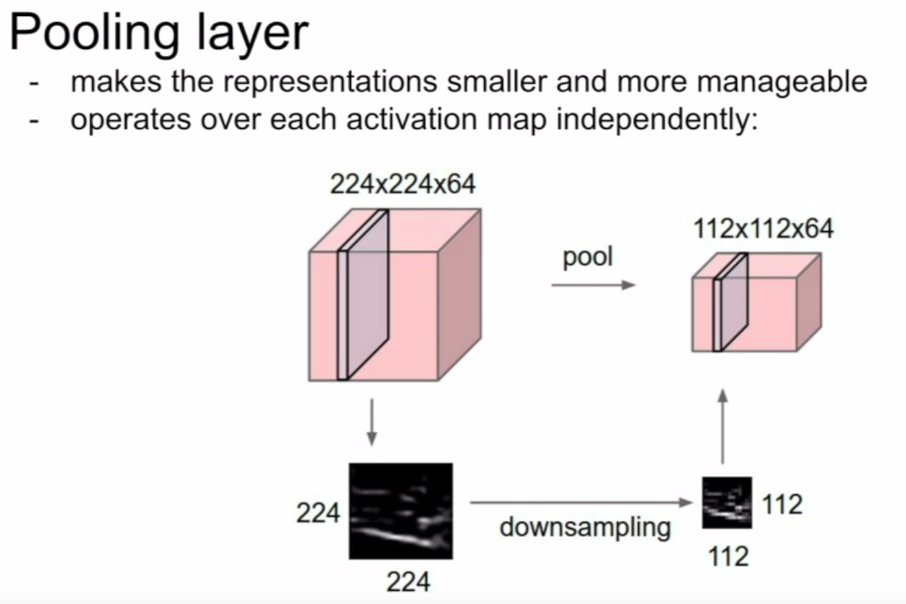 Pooling layer
- makes the representations smaller and more manageable
- operates over each activation map independently:
224x224x64
112x112x64
pool
224
112
downsampling
112
224